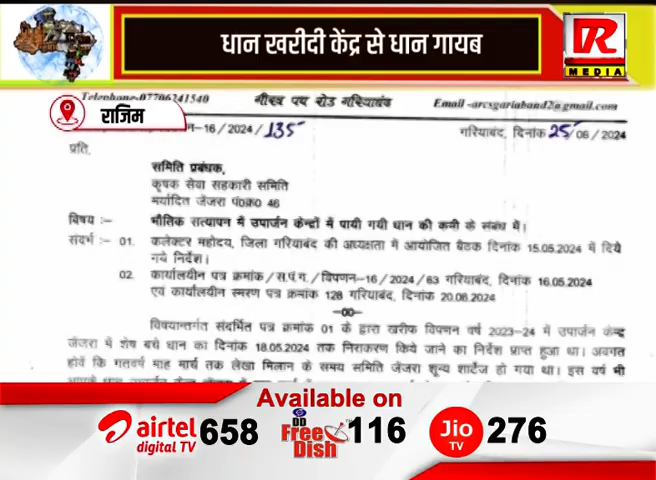 धान खरीदी केंद्र से धान गायब
R
MEDIA
Telephone-07706241540 गौरव पथ रोड गरियाबंद Email -arcsgariaband2@gmail.com
राजिम
-16/2024/135 गरियाबंद, दिनांक 25/06/2024
प्रति,
समिति प्रबंधक,
कृषक सेवा सहकारी समिति
मर्यादित जेंजरा पं0क्र0 46
विषय :- भौतिक सत्यापन में उपार्जन केन्द्रों में पायी गयी धान की कमी के संबंध में।
संदर्भ :- 01. कलेक्टर महोदय, जिला गरियाबंद की अध्यक्षता में आयोजित बैठक दिनांक 15.05.2024 में दिये
गये निर्देश।
02. कार्यालयीन पत्र क्रमांक/स.पं.ग./विपणन-16/2024/63 गरियाबंद, दिनांक 16.05.2024
एवं कार्यालयीन स्मरण पत्र क्रमांक 128 गरियाबंद, दिनांक 20.06.2024
—00—
विषयान्तर्गत संदर्भित पत्र क्रमांक 01 के द्वारा खरीफ विपणन वर्ष 2023-24 में उपार्जन केन्द्र
जेंजरा में शेष बचे धान का दिनांक 18.05.2024 तक निराकरण किये जाने का निर्देश प्राप्त हुआ था। अवगत
होवें कि गतवर्ष माह मार्च तक लेखा मिलान के समय समिति जेंजरा शून्य शार्टेज हो गया था। इस वर्ष भी
Available on
airtel digital TV 658
DD Free Dish 116
Jio TV 276